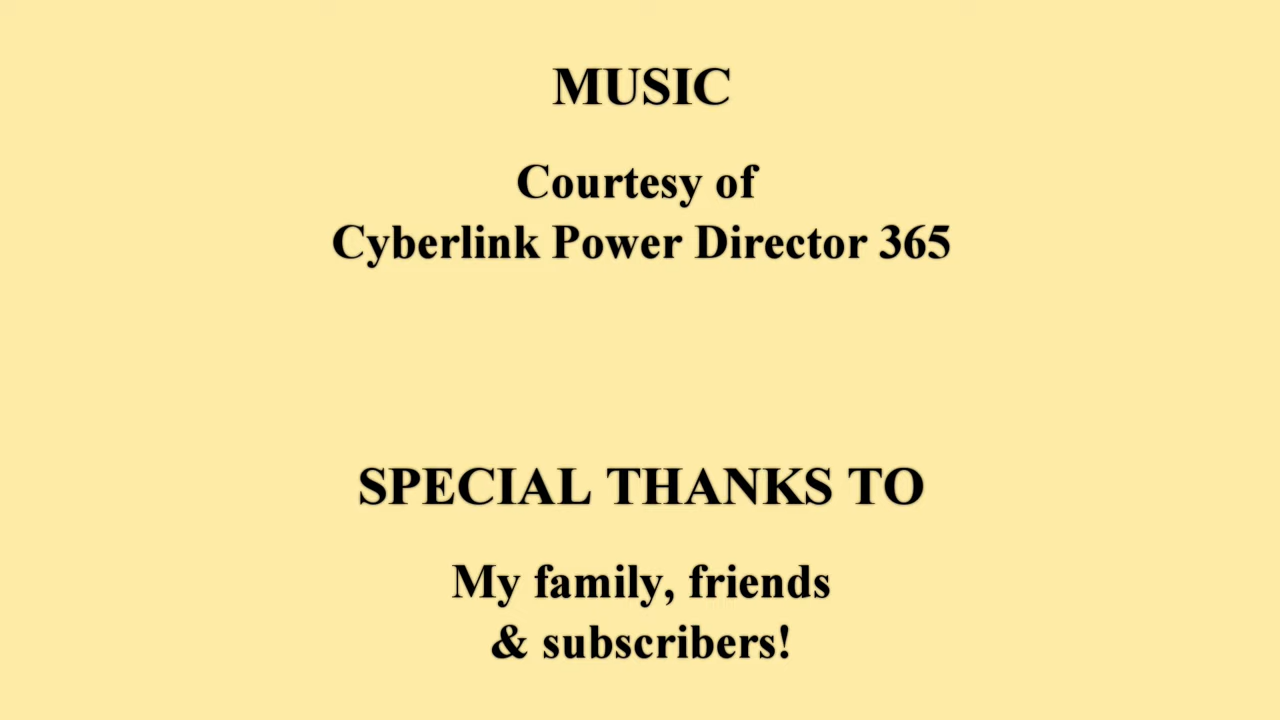 MUSIC
Courtesy of
Cyberlink Power Director 365
SPECIAL THANKS TO
My family, friends
& subscribers!